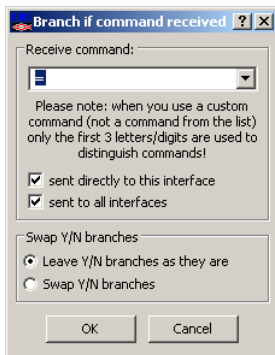 Branch if command received
Receive command:
=
Please note: when you use a custom
command (not a command from the list)
only the first 3 letters/digits are used to
distinguish commands!
sent directly to this interface
sent to all interfaces
Swap Y/N branches
Leave Y/N branches as they are
Swap Y/N branches
OK
Cancel